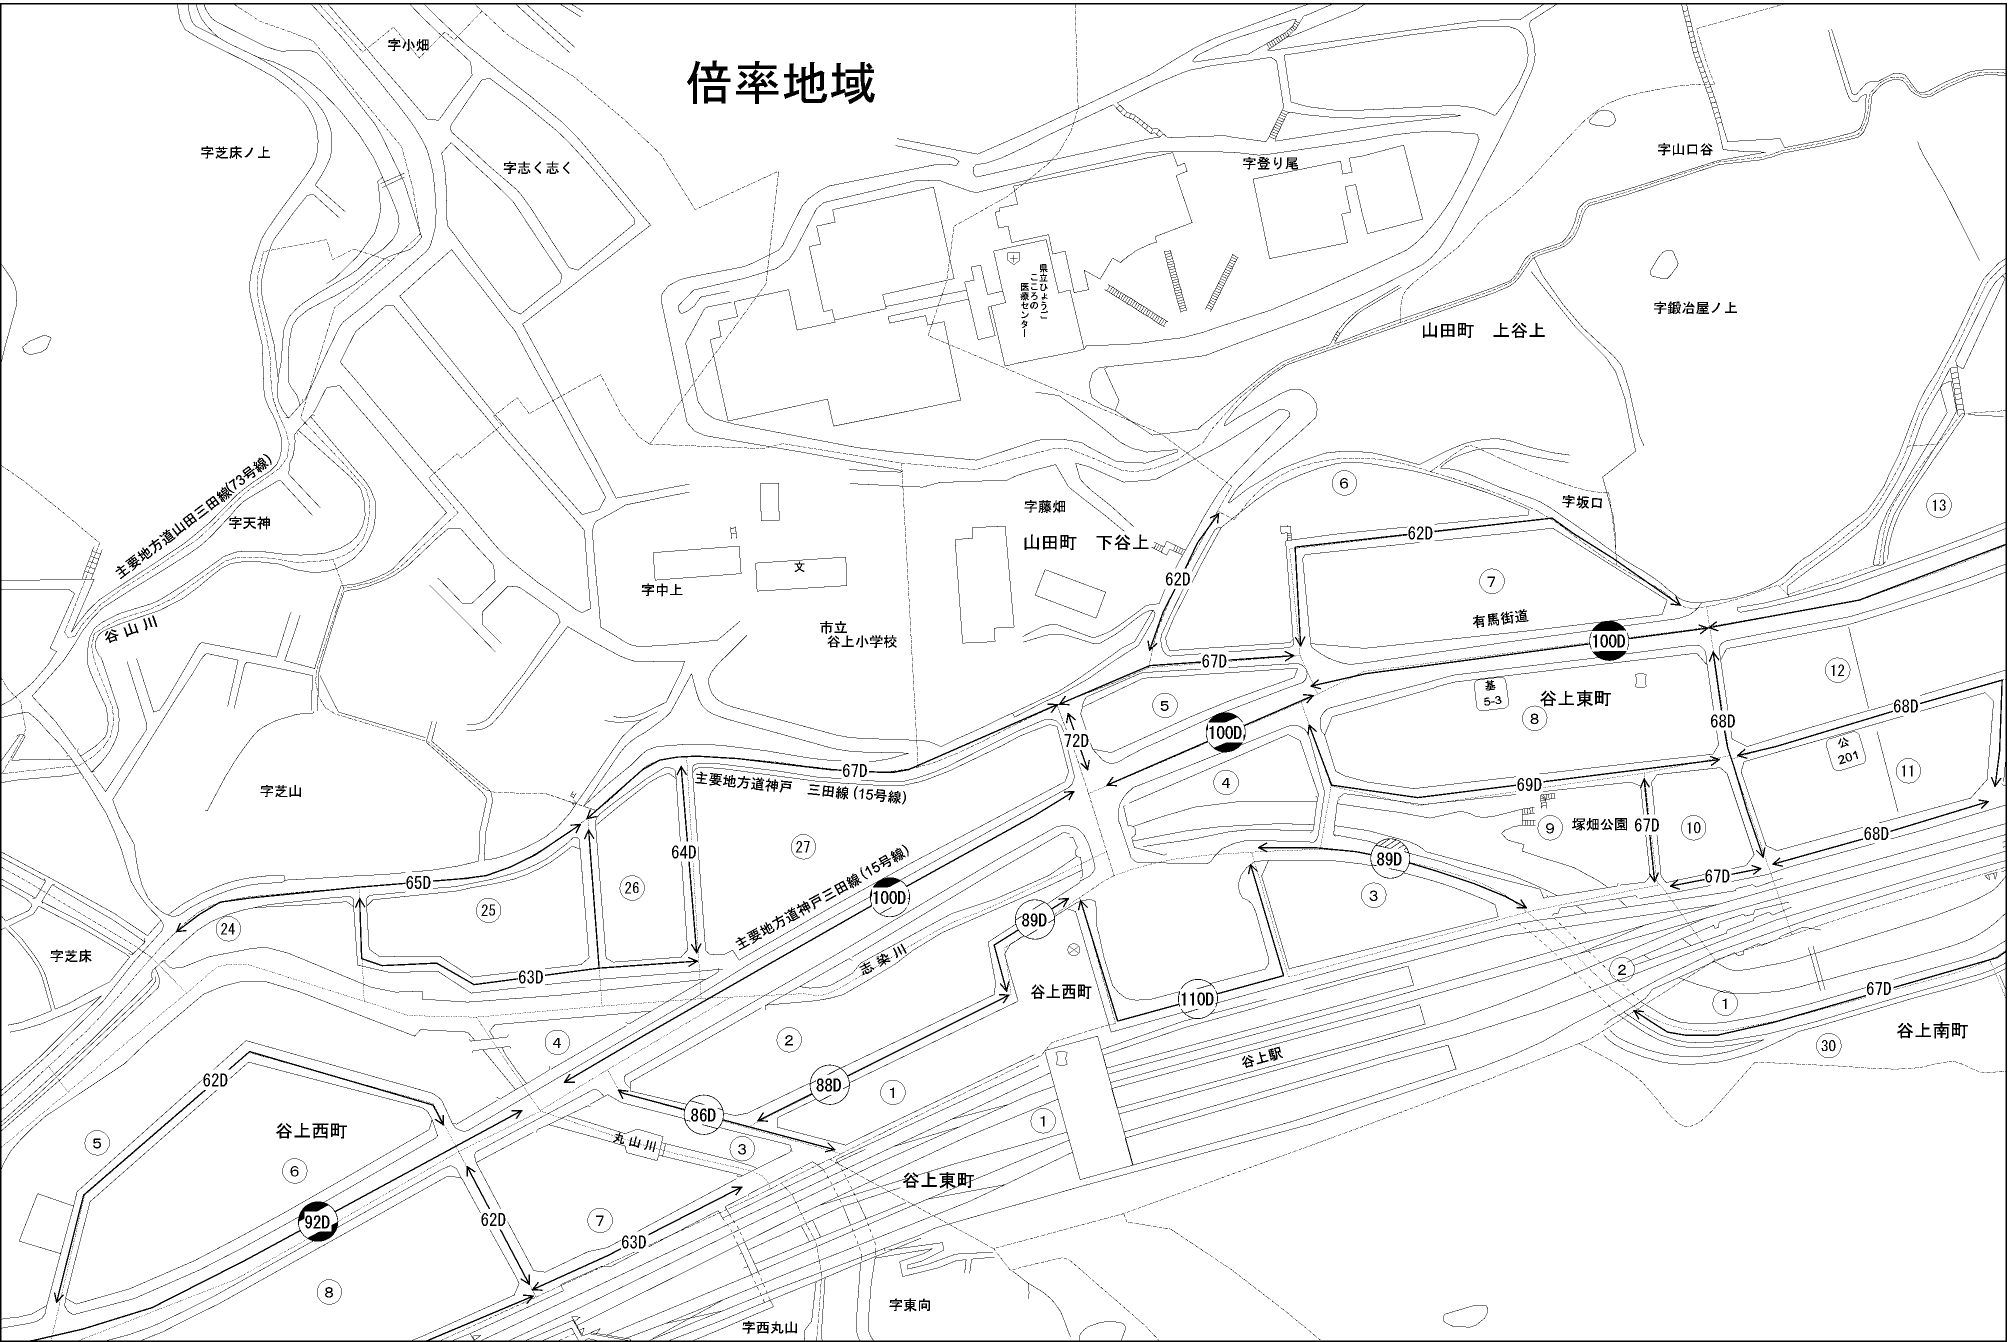 字小畑
倍率地域
字芝床ノ上
字志く志く
字登り尾
字山口谷
県立ひょうご
こころの
医療センター
字鍛冶屋ノ上
山田町 上谷上
主要地方道山田三田線(73号線)
字天神
谷山川
字藤畑
山田町 下谷上
文
字中上
市立
谷上小学校
字坂口
⑥
⑬
62D
62D
⑦
有馬街道
100D
67D
基
5-3
谷上東町
⑧
⑫
68D
68D
公
201
⑪
⑤
100D
72D
④
69D
⑨
塚畑公園
67D
⑩
68D
67D
89D
③
字芝山
67D
主要地方道神戸 三田線(15号線)
64D
㉗
主要地方道神戸三田線(15号線)
100D
65D
㉖
㉕
㉔
63D
字芝床
志染川
89D
谷上西町
110D
②
①
67D
谷上南町
㉚
谷上駅
④
②
88D
①
①
86D
③
丸山川
谷上東町
62D
谷上西町
⑤
⑥
92D
62D
⑦
63D
⑧
字東向
字西丸山